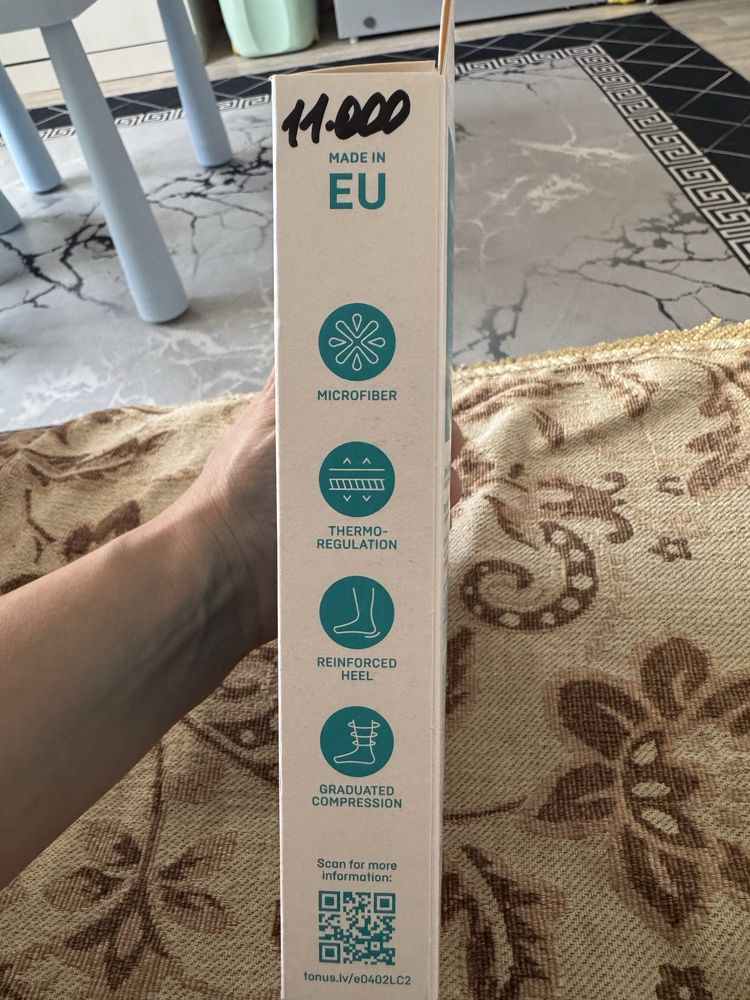 11.000
MADE IN
EU
MICROFIBER
THERMO-
REGULATION
REINFORCED
HEEL
GRADUATED
COMPRESSION
Scan for more
information:
tonus.lv/e0402LC2